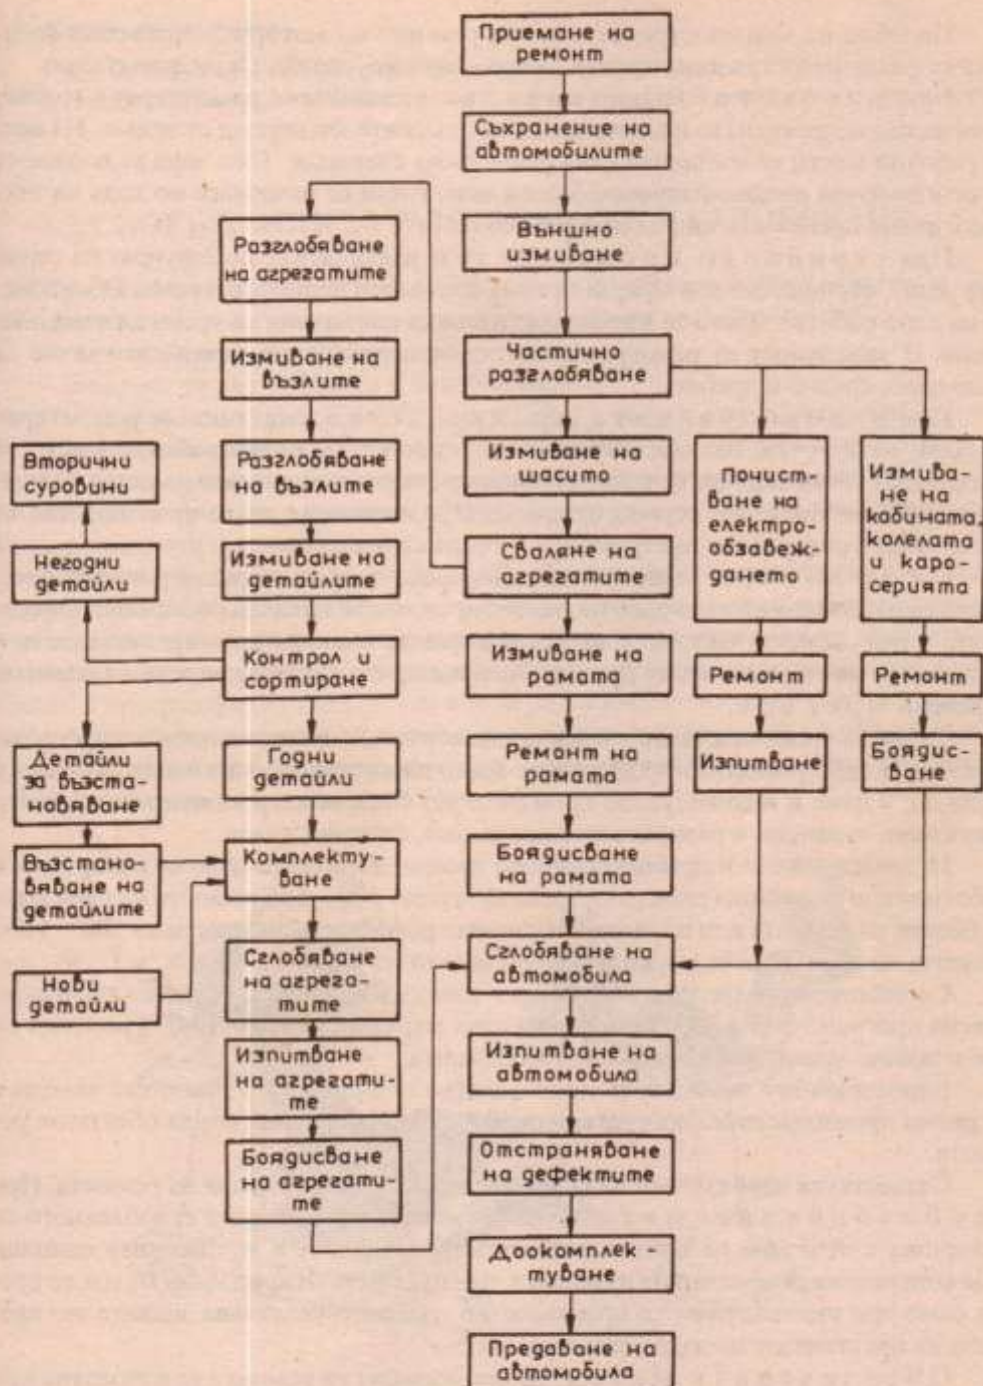 Приемане на
ремонт
Съхранение на
автомобилите
Външно
измиване
Частично
разглобяване
Измиване на
шасито
Сваляне на
агрегатите
Измиване на
рамата
Ремонт на
рамата
Боядисване
на рамата
Сглобяване на
автомобила
Изпитване на
автомобила
Отстраняване
на дефектите
Доокомплек-
туване
Предаване на
автомобила
Разглобяване
на агрегатите
Измиване на
възлите
Разглобяване
на възлите
Измиване на
детайлите
Контрол и
сортиране
Годни
детайли
Комплекту-
ване
Сглобяване
на агрега-
тите
Изпитване
на агрегати-
те
Боядисване
на агрегати-
те
Вторични
суровини
Негодни
детайли
Детайли
за възста-
новяване
Възстано-
вяване на
детайлите
Нови
детайли
Почист-
ване на
електро-
обзавеж-
дането
Ремонт
Изпитване
Измива-
не на
кабината,
колелата
и каро-
серията
Ремонт
Боядис-
ване